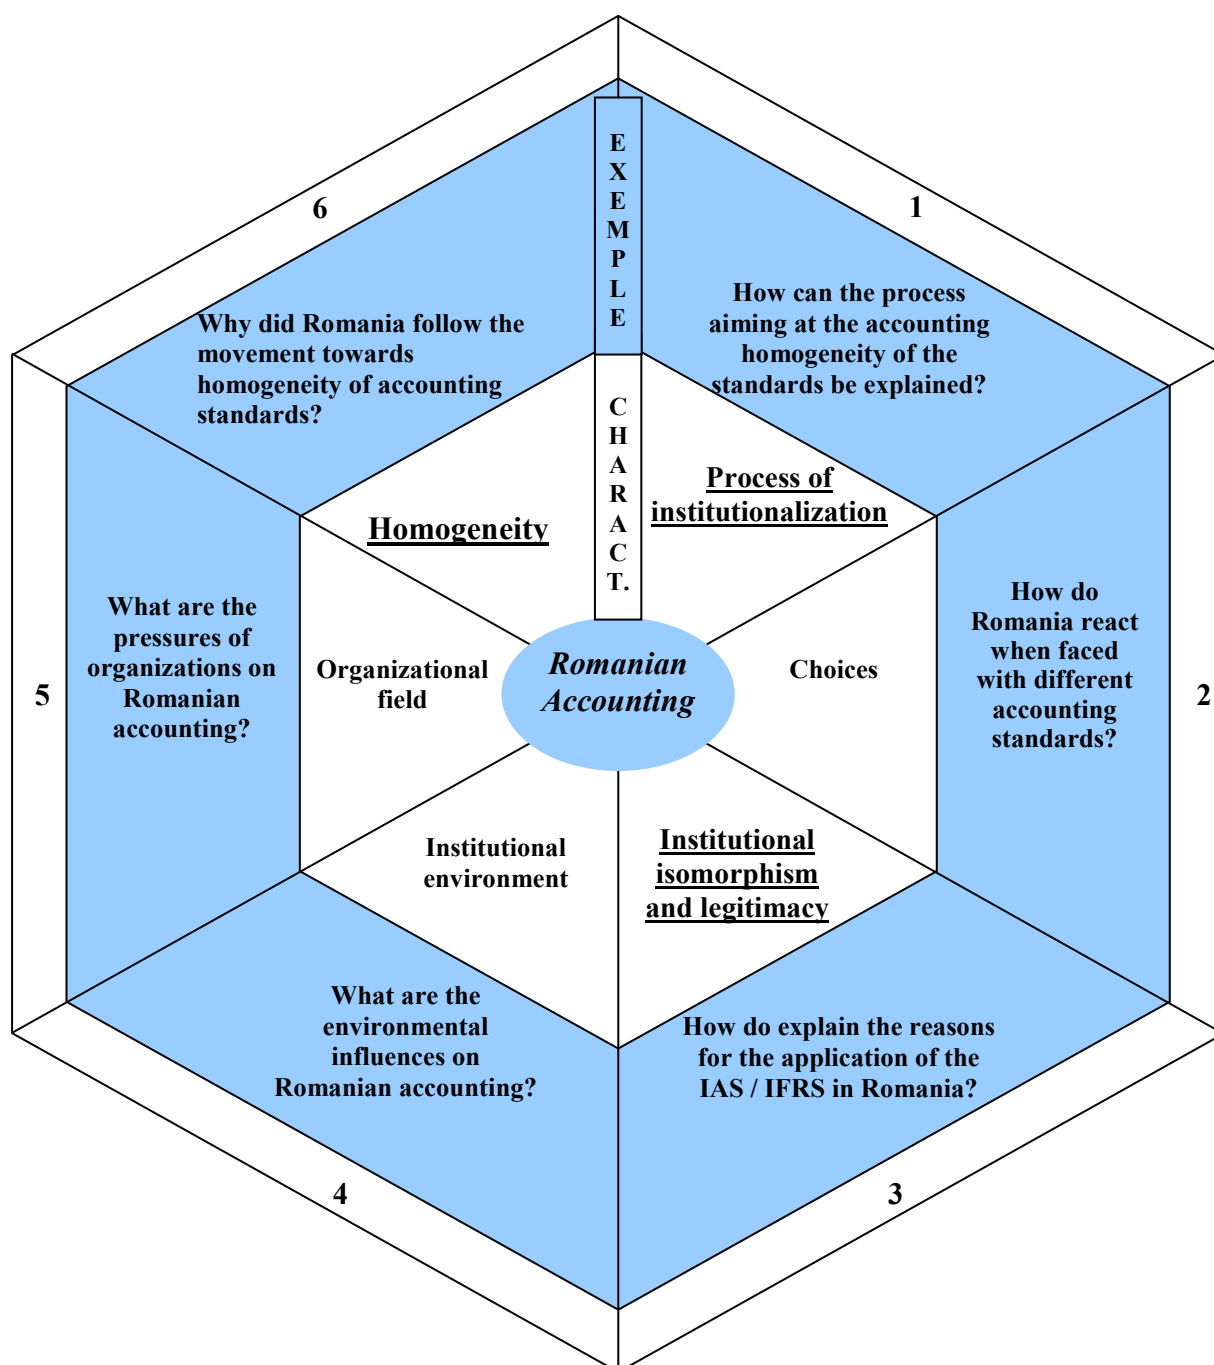 6
1
EXEMPLE
How can the process
aiming at the accounting
homogeneity of the
standards be explained?
Why did Romania follow the
movement towards
homogeneity of accounting
standards?
CHARACT.
Process of
institutionalization
Homogeneity
What are the
pressures of
organizations on
Romanian
accounting?
5
Organizational
field
Romanian
Accounting
Choices
How do
Romania react
when faced
with different
accounting
standards?
2
Institutional
environment
Institutional
isomorphism
and legitimacy
What are the
environmental
influences on
Romanian accounting?
How do explain the reasons
for the application of the
IAS / IFRS in Romania?
4
3